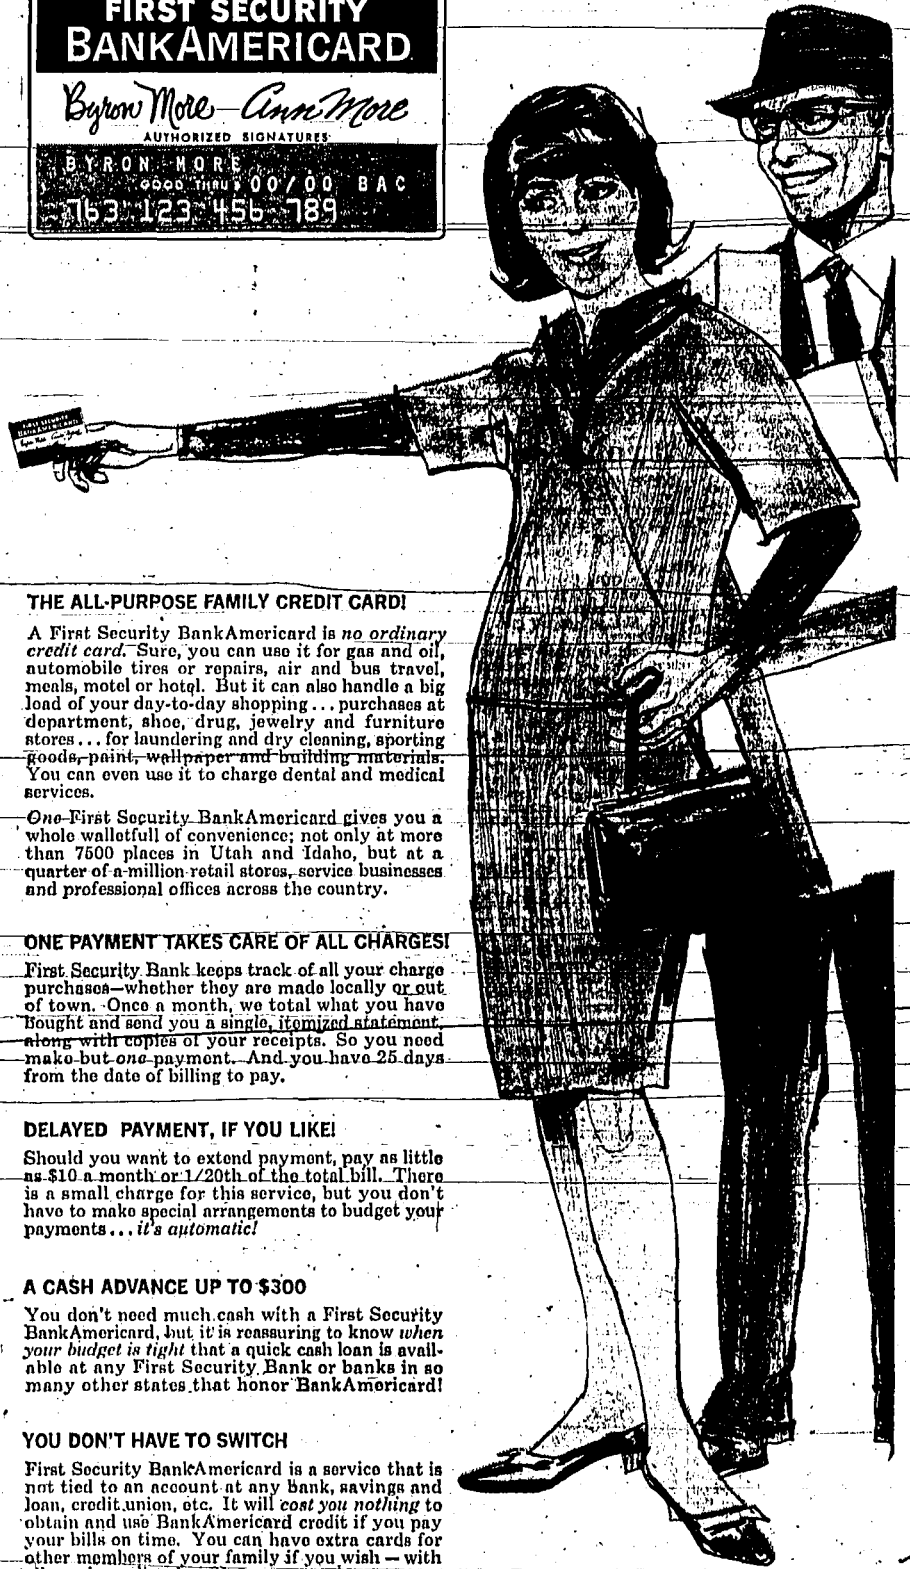 FIRST SECURITY
BANKAMERICARD
Byron More - Ann More
AUTHORIZED SIGNATURES
BYRON MORE
GOOD THRU 00/00 BAC
763 123 456 789
THE ALL-PURPOSE FAMILY CREDIT CARD!
A First Security BankAmericard is no ordinary
credit card. Sure, you can use it for gas and oil,
automobile tires or repairs, air and bus travel,
meals, motel or hotel. But it can also handle a big
load of your day-to-day shopping ... purchases at
department, shoe, drug, jewelry and furniture
stores ... for laundering and dry cleaning, sporting
goods, paint, wallpaper and building materials.
You can even use it to charge dental and medical
services.
One First Security BankAmericard gives you a
whole walletfull of convenience; not only at more
than 7500 places in Utah and Idaho, but at a
quarter of a million retail stores, service businesses
and professional offices across the country.
ONE PAYMENT TAKES CARE OF ALL CHARGES!
First Security Bank keeps track of all your charge
purchases—whether they are made locally or out
of town. Once a month, we total what you have
bought and send you a single, itemized statement,
along with copies of your receipts. So you need
make but one payment. And you have 25 days
from the date of billing to pay.
DELAYED PAYMENT, IF YOU LIKE!
Should you want to extend payment, pay as little
as $10 a month or 1/20th of the total bill. There
is a small charge for this service, but you don't
have to make special arrangements to budget your
payments ... it's automatic!
A CASH ADVANCE UP TO $300
You don't need much cash with a First Security
BankAmericard, but it is reassuring to know when
your budget is tight that a quick cash loan is avail-
able at any First Security Bank or banks in so
many other states that honor BankAmericard!
YOU DON'T HAVE TO SWITCH
First Security BankAmericard is a service that is
not tied to an account at any bank, savings and
loan, credit union, etc. It will cost you nothing to
obtain and use BankAmericard credit if you pay
your bills on time. You can have extra cards for
other members of your family if you wish — with